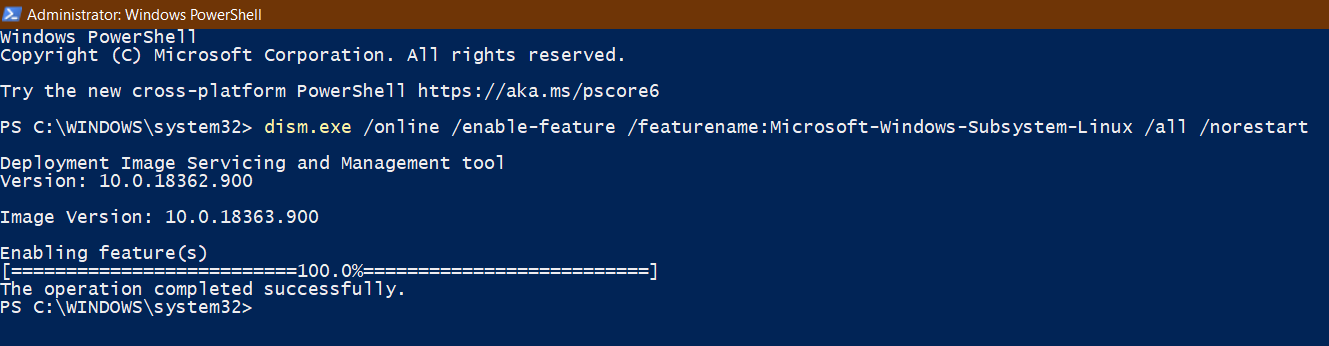 Administrator: Windows PowerShell
Windows PowerShell
Copyright (C) Microsoft Corporation. All rights reserved.
Try the new cross-platform PowerShell https://aka.ms/pscore6
PS C:\WINDOWS\system32> dism.exe /online /enable-feature /featurename:Microsoft-Windows-Subsystem-Linux /all /norestart
Deployment Image Servicing and Management tool
Version: 10.0.18362.900
Image Version: 10.0.18363.900
Enabling feature(s)
[==========================100.0%==========================]
The operation completed successfully.
PS C:\WINDOWS\system32>